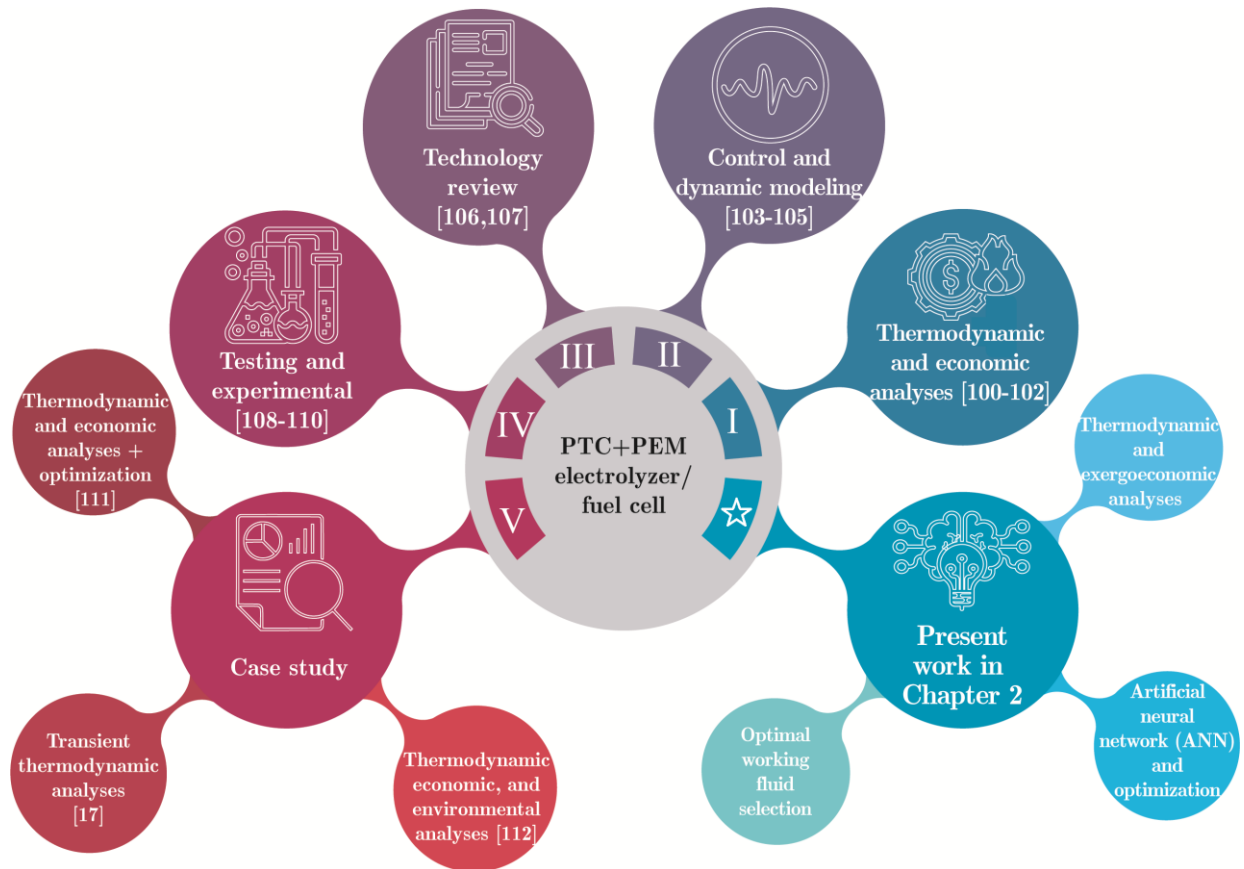 Technology
review
[106,107]
Control and
dynamic modeling
[103-105]
Testing and
experimental
[108-110]
Thermodynamic
and economic
analyses [100-102]
III
II
IV
I
V
PTC+PEM
electrolyzer/
fuel cell
Thermodynamic
and economic
analyses +
optimization
[111]
Thermodynamic
and
exergoeconomic
analyses
Case study
Present
work in
Chapter 2
Transient
thermodynamic
analyses
[17]
Thermodynamic
economic, and
environmental
analyses [112]
Optimal
working
fluid
selection
Artificial
neural
network (ANN)
and
optimization
$